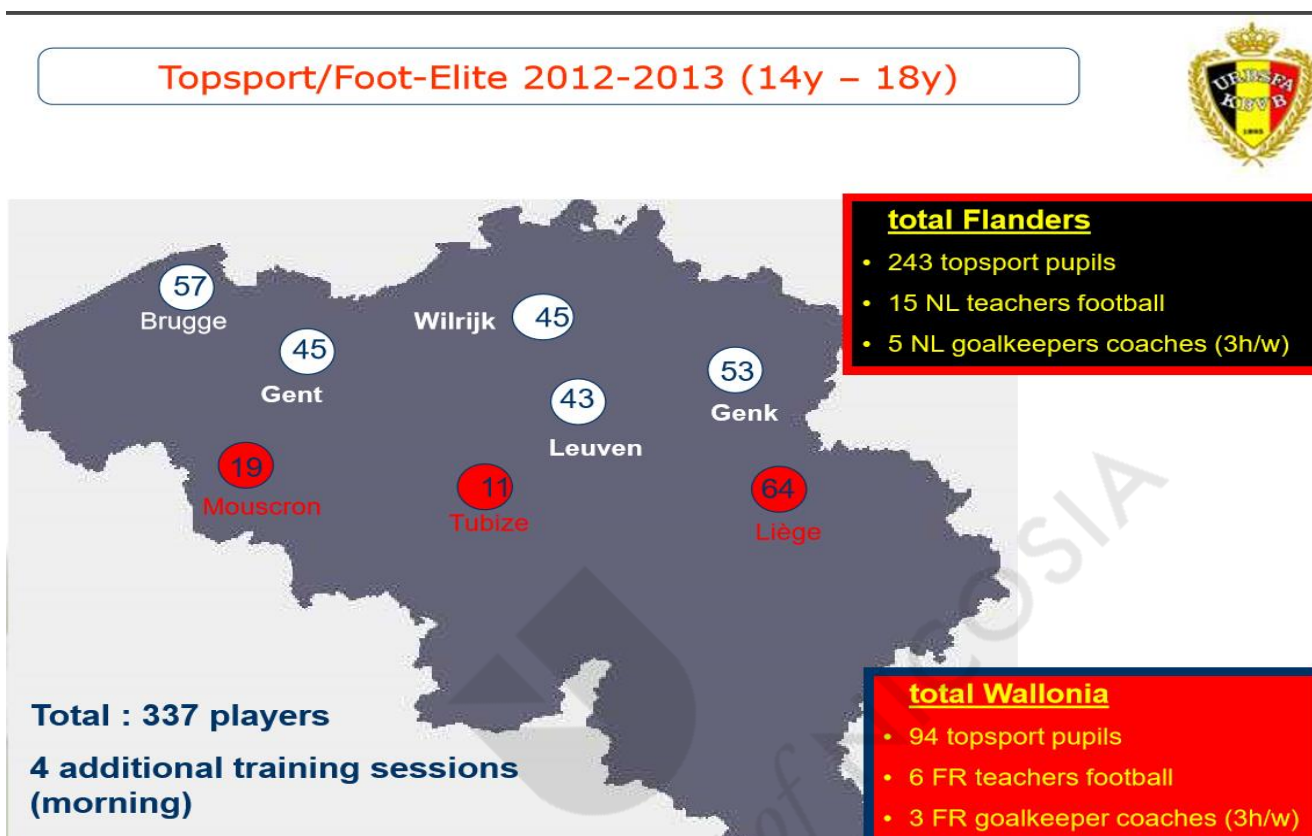 Topsport/Foot-Elite 2012-2013 (14y – 18y)
URBSFA
KBVB
1895
total Flanders
• 243 topsport pupils
• 15 NL teachers football
• 5 NL goalkeepers coaches (3h/w)
57
Brugge
45
Gent
Wilrijk 45
43
Leuven
53
Genk
19
Mouscron
11
Tubize
64
Liège
Total : 337 players
4 additional training sessions
(morning)
total Wallonia
• 94 topsport pupils
• 6 FR teachers football
• 3 FR goalkeeper coaches (3h/w)
of NICOSIA